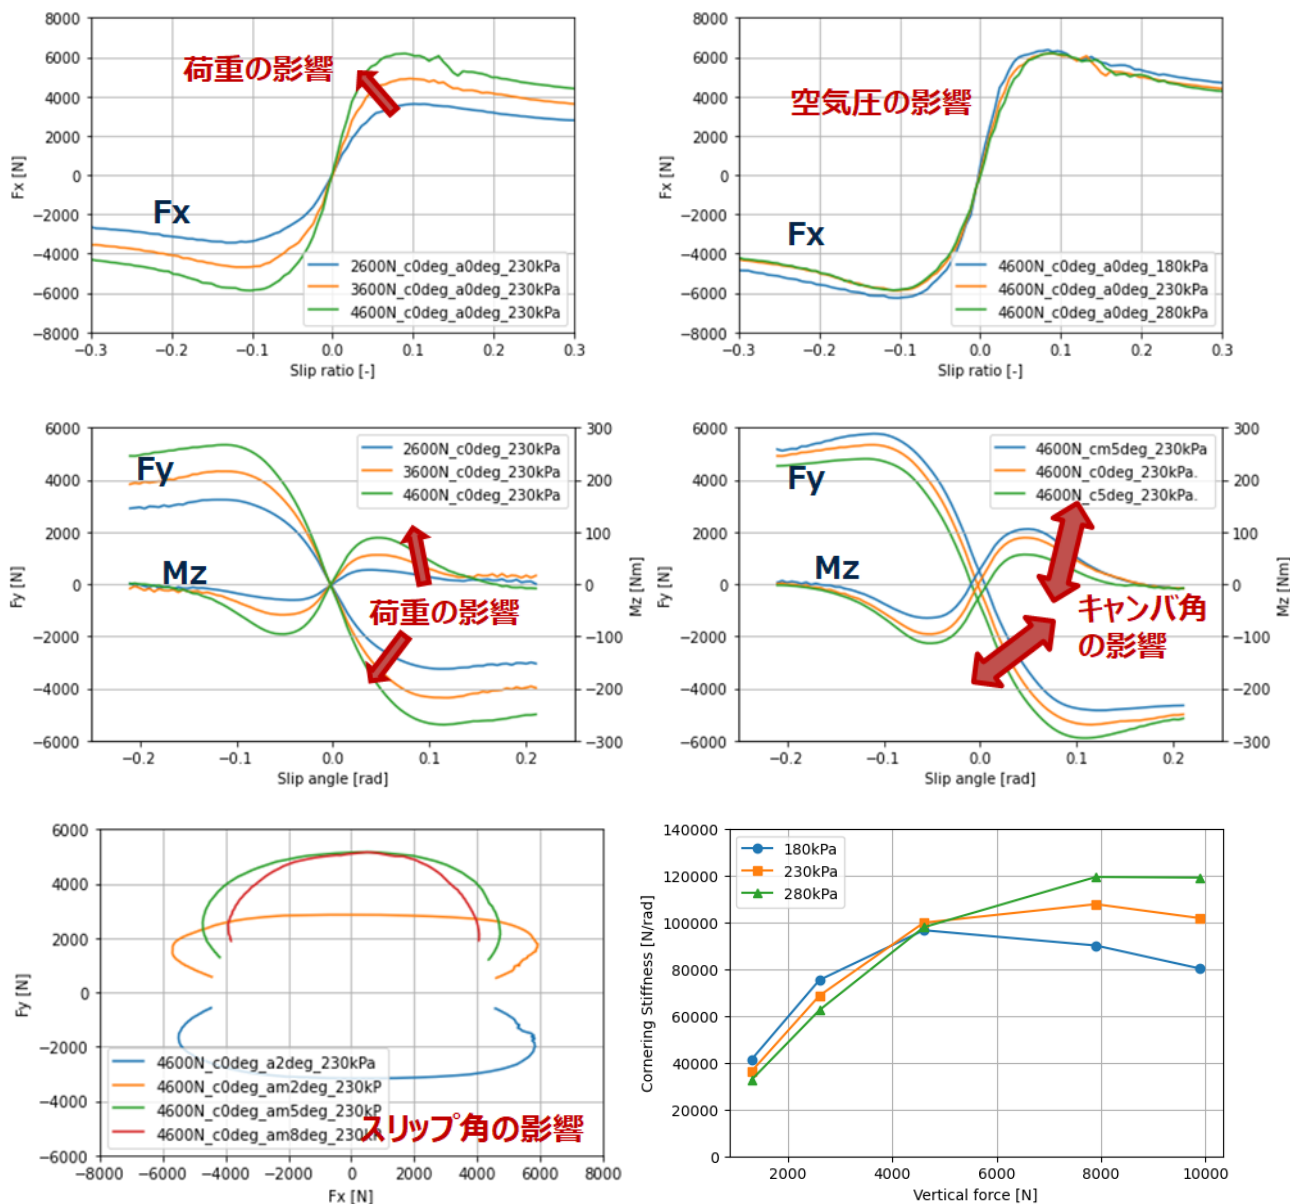 8000
6000
4000
2000
0
−2000
−4000
−6000
−8000
Fx [N]
荷重の影響
Fx
2600N_c0deg_a0deg_230kPa
3600N_c0deg_a0deg_230kPa
4600N_c0deg_a0deg_230kPa
−0.3 −0.2 −0.1 0.0 0.1 0.2 0.3
Slip ratio [-]
8000
6000
4000
2000
0
−2000
−4000
−6000
−8000
Fx [N]
空気圧の影響
Fx
4600N_c0deg_a0deg_180kPa
4600N_c0deg_a0deg_230kPa
4600N_c0deg_a0deg_280kPa
−0.3 −0.2 −0.1 0.0 0.1 0.2 0.3
Slip ratio [-]
6000
4000
2000
0
−2000
−4000
−6000
Fy [N]
Fy
Mz
2600N_c0deg_230kPa
3600N_c0deg_230kPa
4600N_c0deg_230kPa
荷重の影響
300
200
100
0
−100
−200
−300
Mz [Nm]
−0.2 −0.1 0.0 0.1 0.2
Slip angle [rad]
6000
4000
2000
0
−2000
−4000
−6000
Fy [N]
Fy
Mz
4600N_cm5deg_230kPa
4600N_c0deg_230kPa.
4600N_c5deg_230kPa.
キャンバ角
の影響
300
200
100
0
−100
−200
−300
Mz [Nm]
−0.2 −0.1 0.0 0.1 0.2
Slip angle [rad]
6000
4000
2000
0
−2000
−4000
−6000
Fy [N]
4600N_c0deg_a2deg_230kPa
4600N_c0deg_am2deg_230kP
4600N_c0deg_am5deg_230kP
4600N_c0deg_am8deg_230kP
スリップ角の影響
−8000 −6000 −4000 −2000 0 2000 4000 6000 8000
Fx [N]
140000
120000
100000
80000
60000
40000
20000
0
Cornering Stiffness [N/rad]
180kPa
230kPa
280kPa
2000 4000 6000 8000 10000
Vertical force [N]